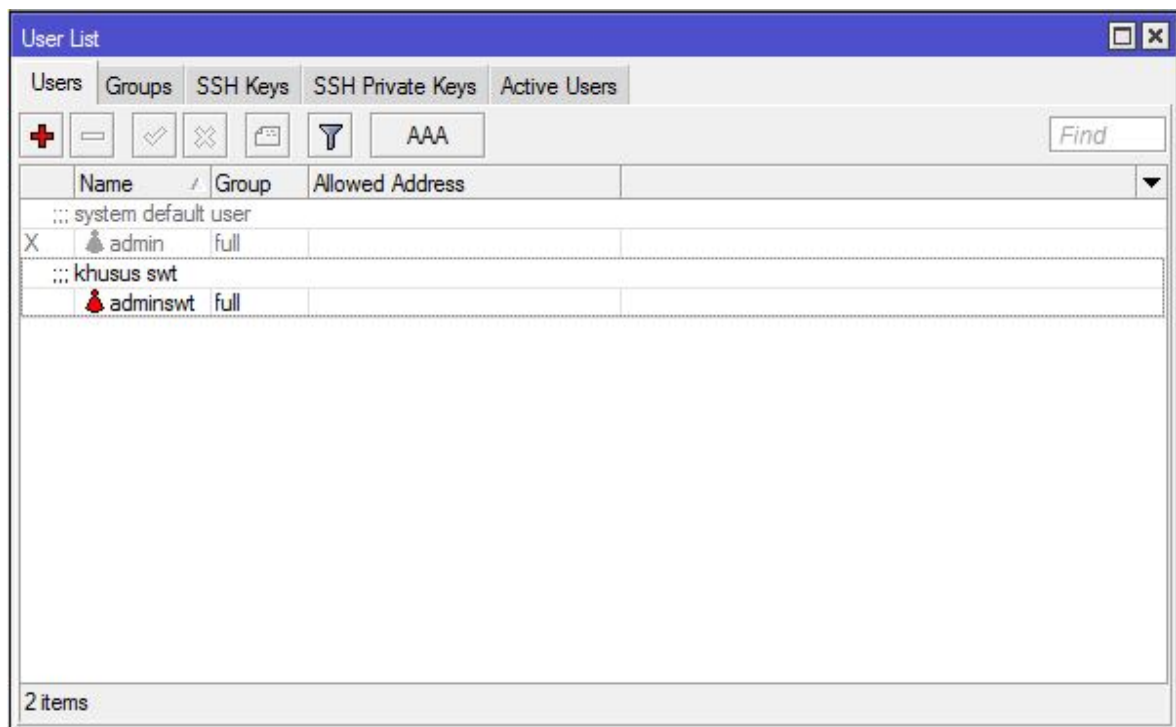 User List
Users Groups SSH Keys SSH Private Keys Active Users
AAA Find
Name Group Allowed Address
;;; system default user
X admin full
;;; khusus swt
adminswt full
2 items